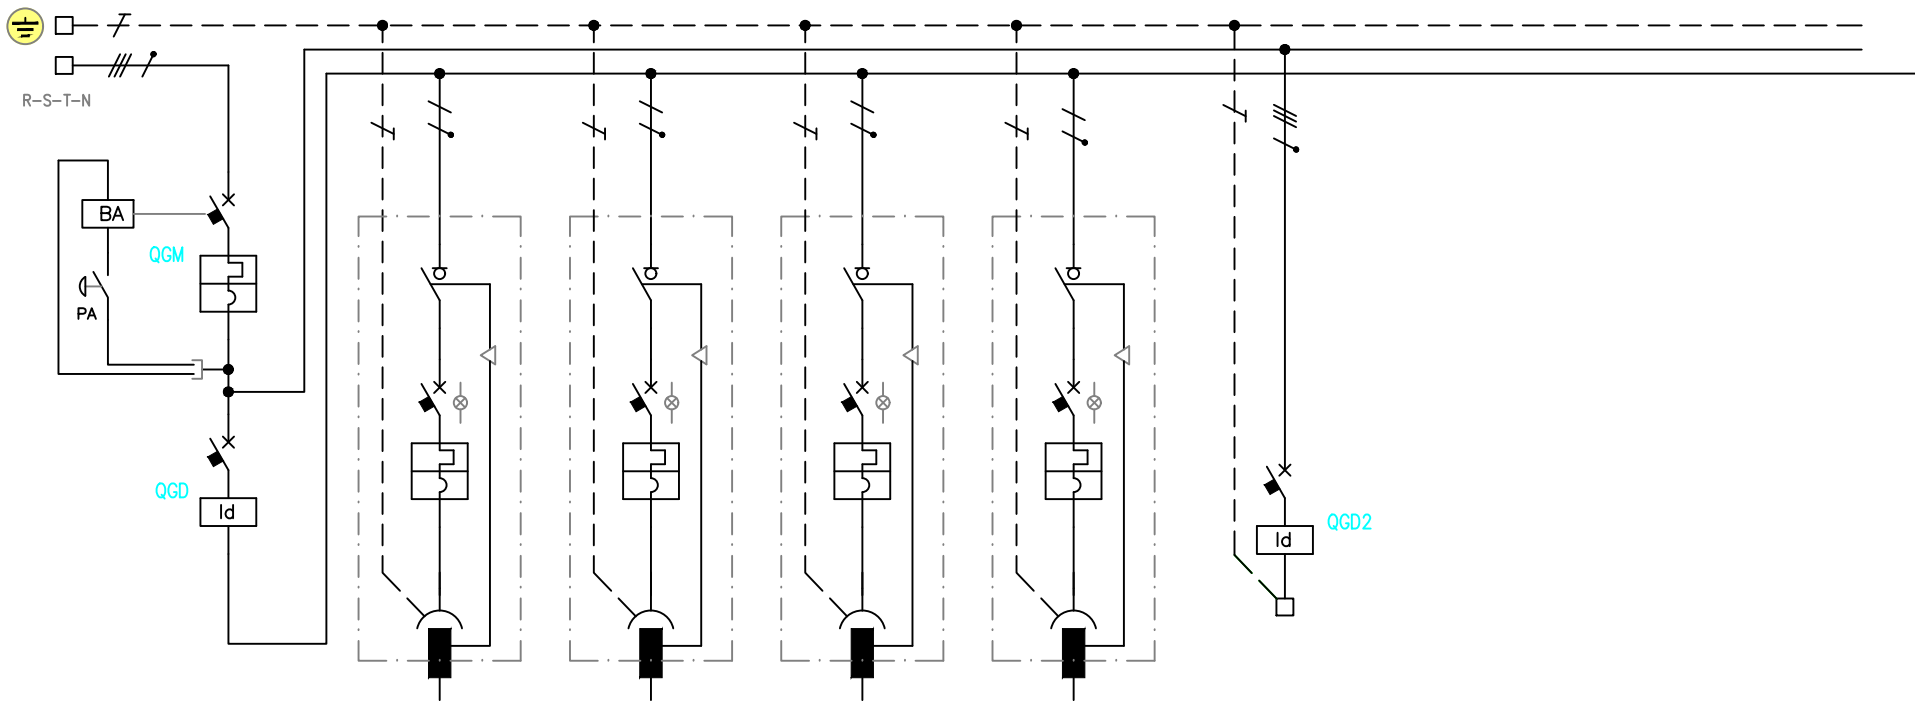 R-S-T-N
BA
QGM
PA
QGD
Id
QGD2
Id